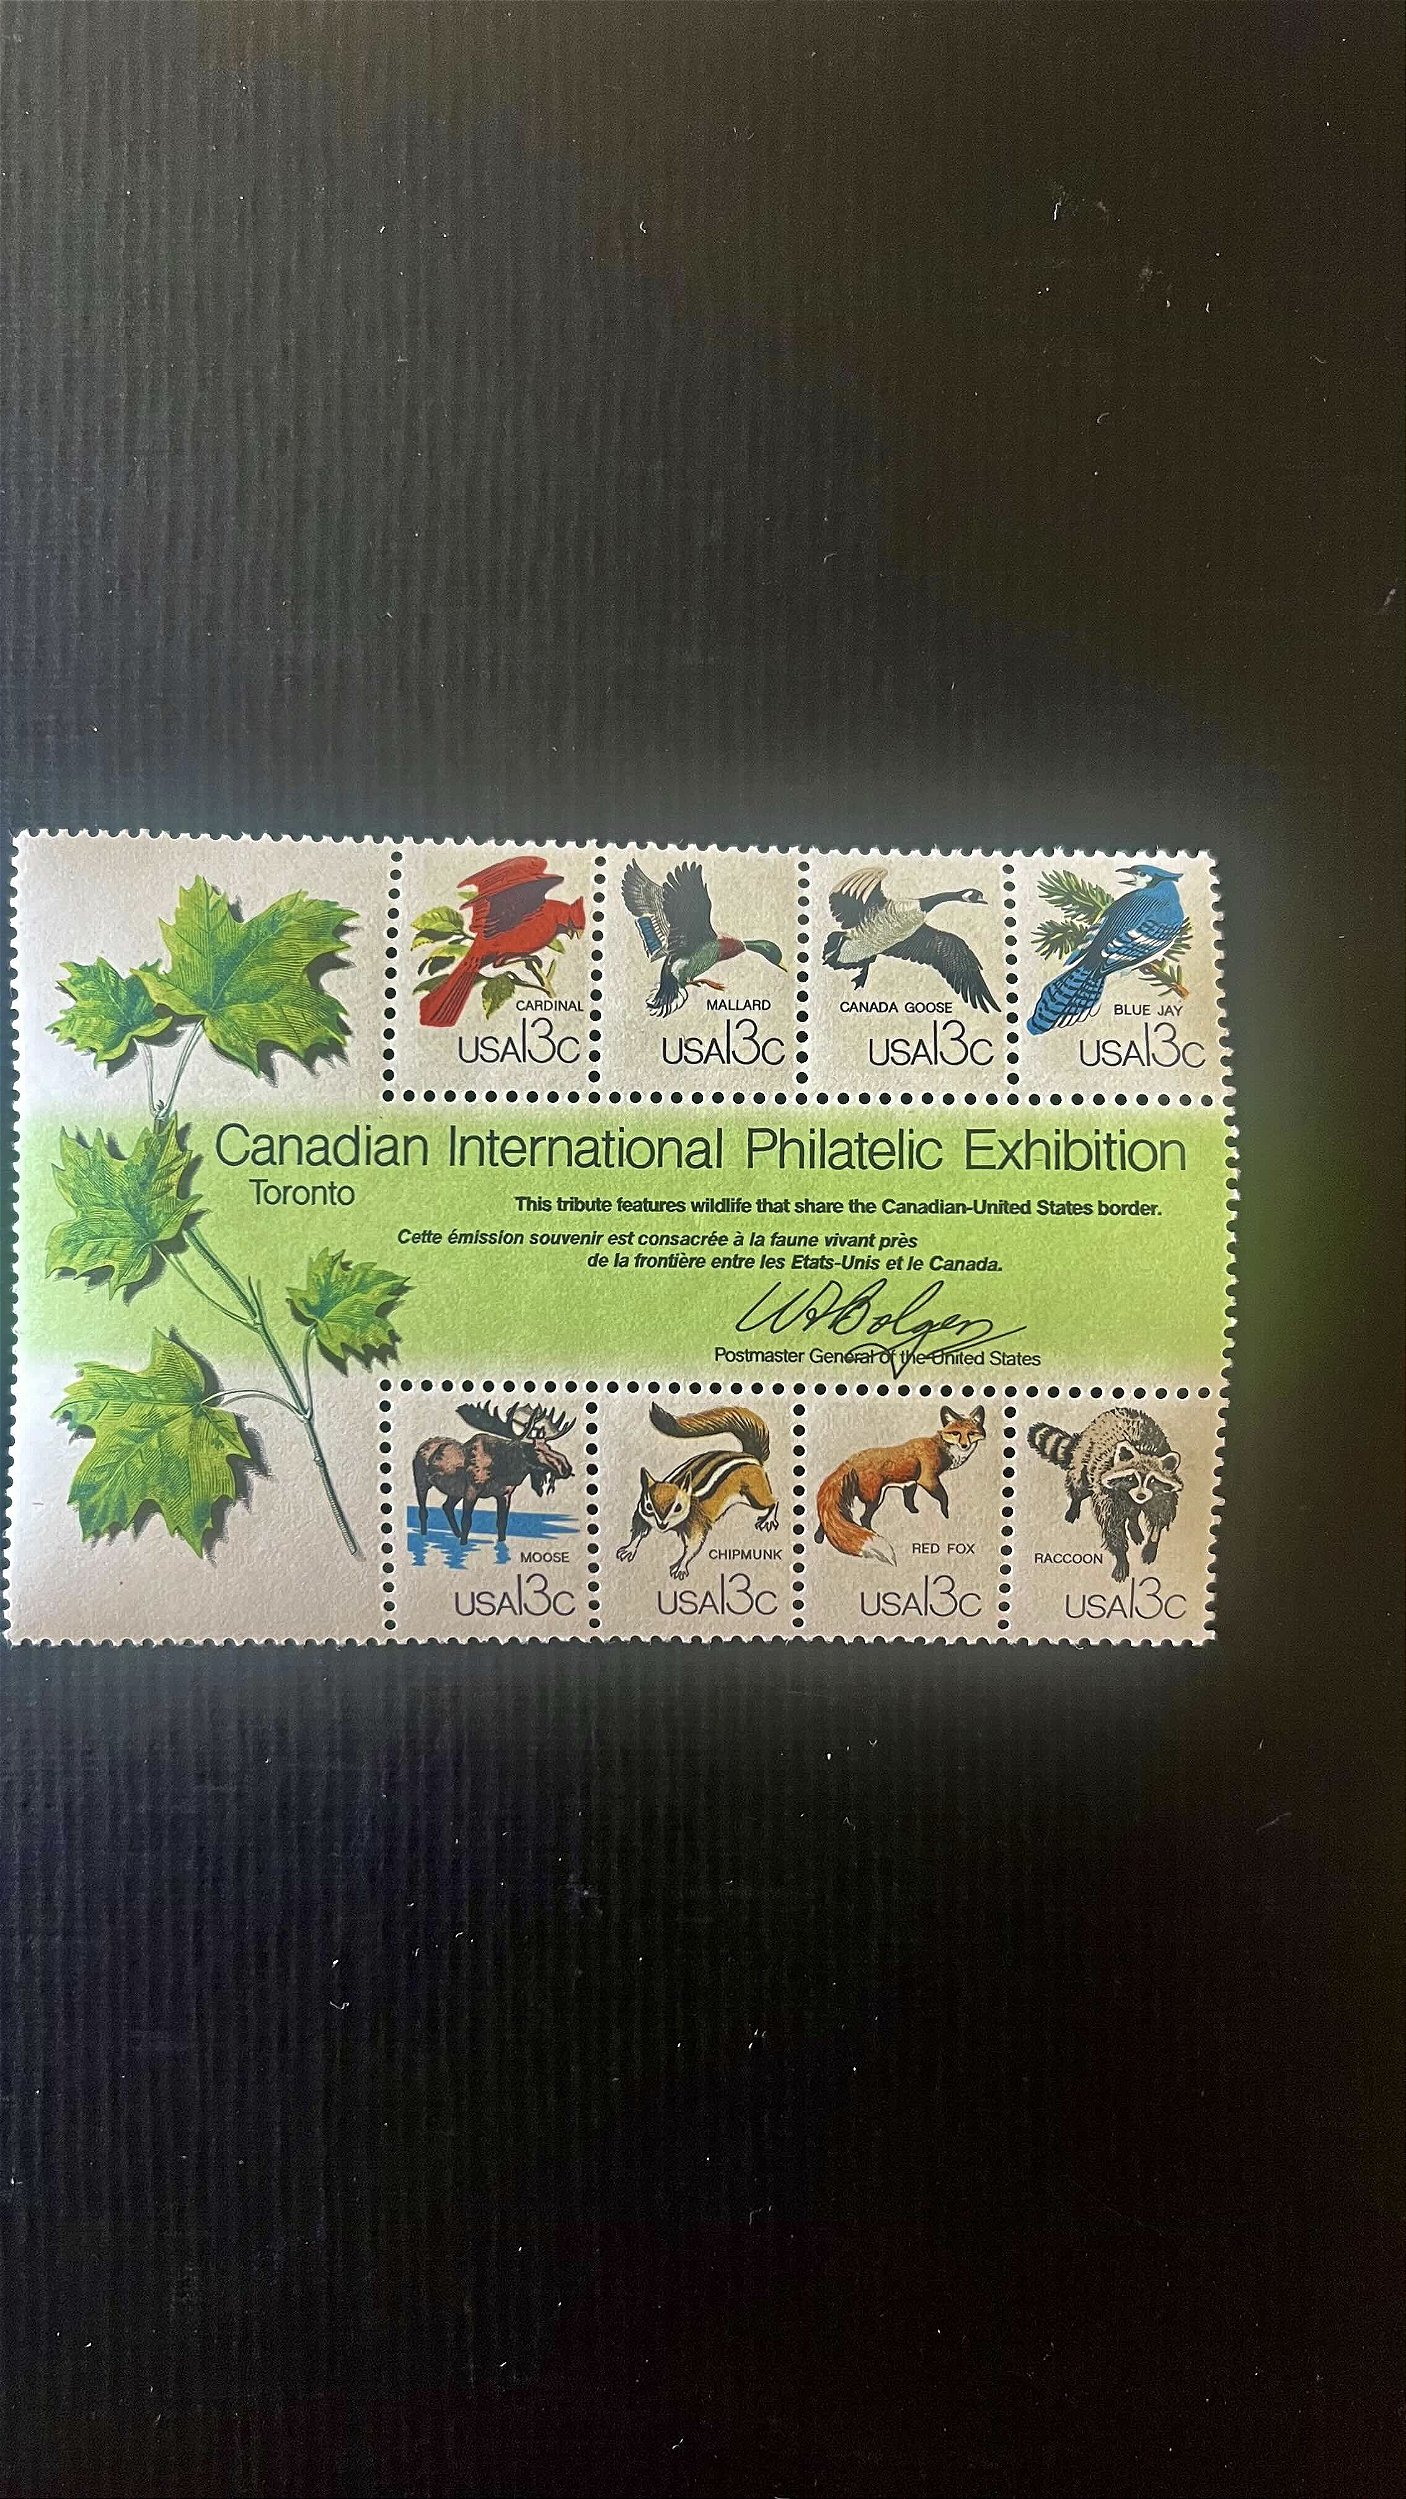 CARDINAL
USA13c
MALLARD
USA13c
CANADA GOOSE
USA13c
BLUE JAY
USA13c
Canadian International Philatelic Exhibition
Toronto
This tribute features wildlife that share the Canadian-United States border.
Cette émission souvenir est consacrée à la faune vivant près
de la frontière entre les Etats-Unis et le Canada.
WFBolger
Postmaster General of the United States
MOOSE
USA13c
CHIPMUNK
USA13c
RED FOX
USA13c
RACCOON
USA13c